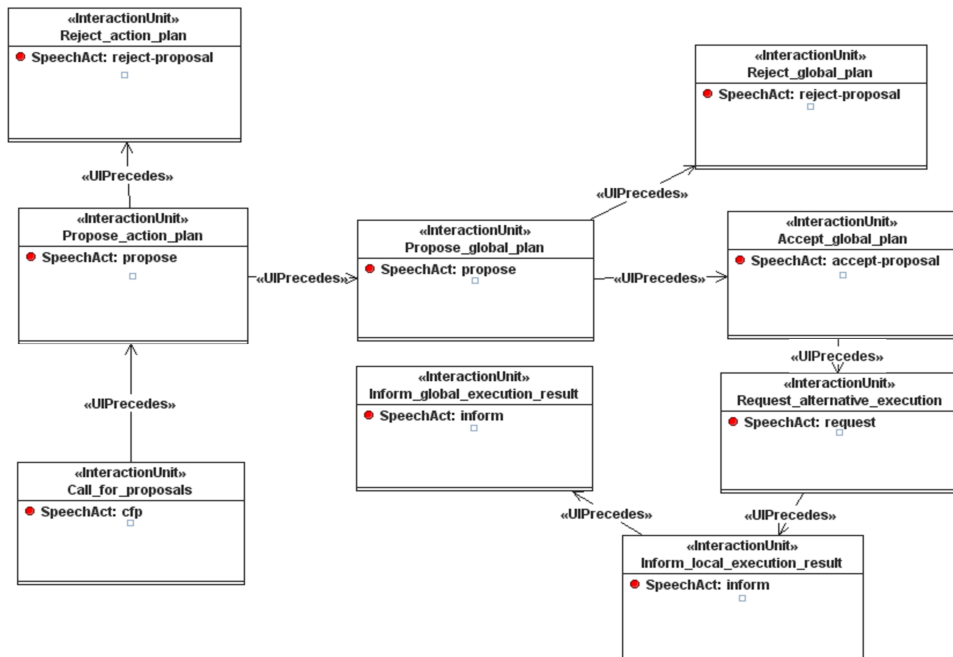 «InteractionUnit»
Reject_action_plan
SpeechAct: reject-proposal
«UIPrecedes»
«InteractionUnit»
Propose_action_plan
SpeechAct: propose
«UIPrecedes»
«UIPrecedes»
«InteractionUnit»
Call_for_proposals
SpeechAct: cfp
«InteractionUnit»
Propose_global_plan
SpeechAct: propose
«UIPrecedes»
«InteractionUnit»
Reject_global_plan
SpeechAct: reject-proposal
«UIPrecedes»
«InteractionUnit»
Accept_global_plan
SpeechAct: accept-proposal
«UIPrecedes»
«InteractionUnit»
Request_alternative_execution
SpeechAct: request
«UIPrecedes»
«InteractionUnit»
Inform_local_execution_result
SpeechAct: inform
«UIPrecedes»
«InteractionUnit»
Inform_global_execution_result
SpeechAct: inform